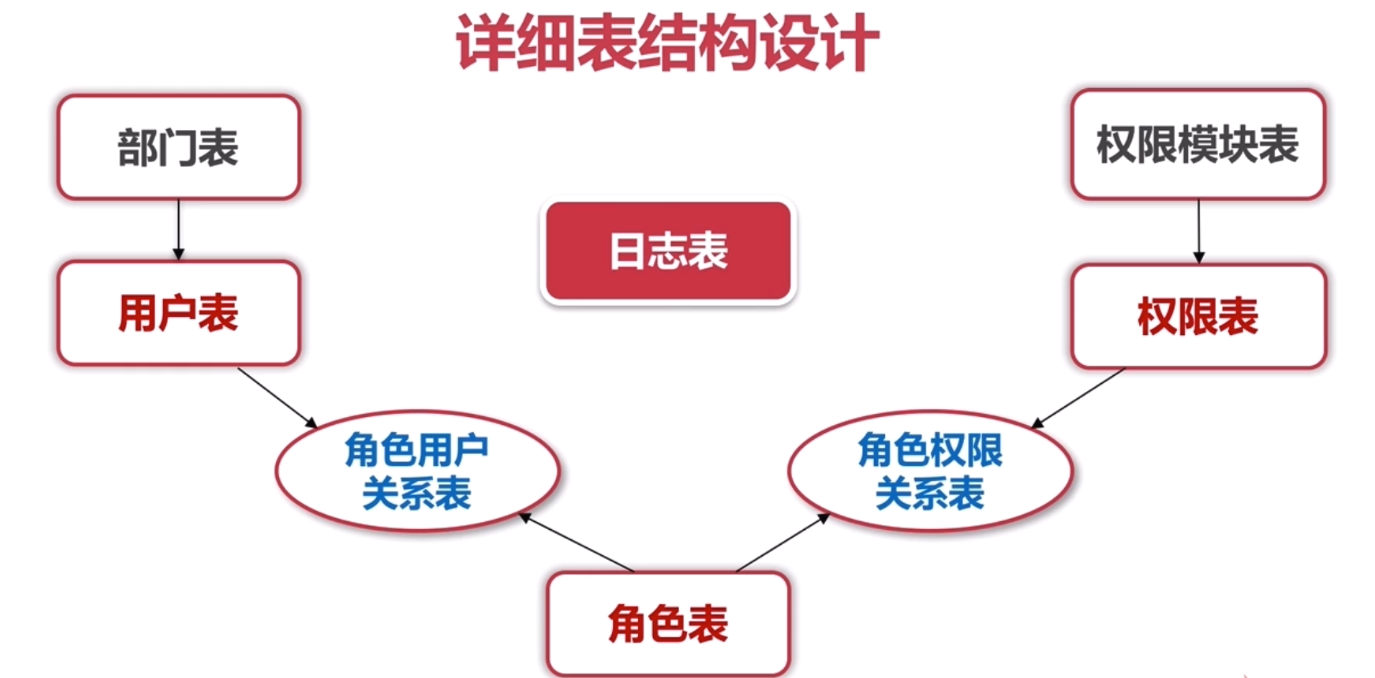 详细表结构设计
部门表
权限模块表
日志表
用户表
权限表
角色用户
关系表
角色权限
关系表
角色表